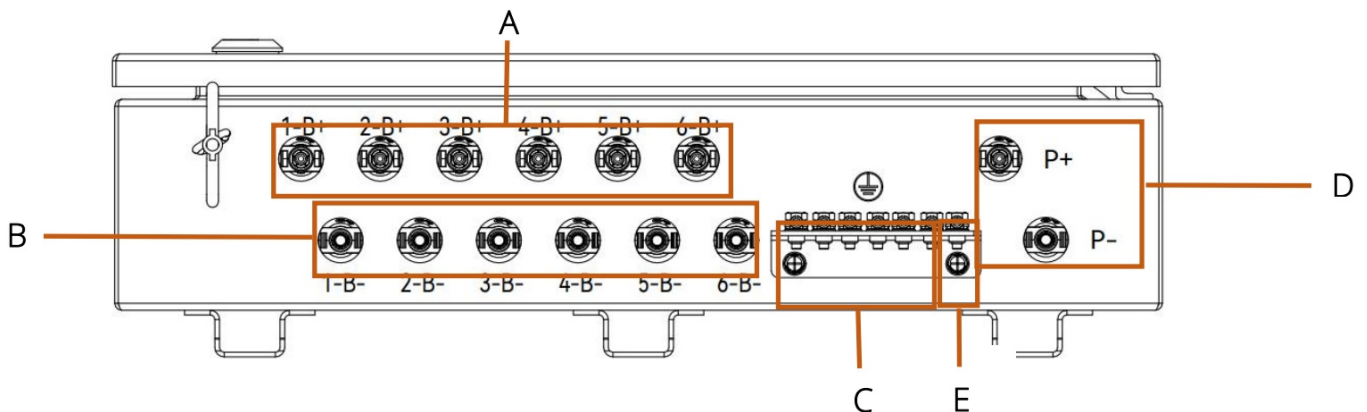 A
1-B+ 2-B+ 3-B+ 4-B+ 5-B+ 6-B+
P+
D
B
P-
1-B- 2-B- 3-B- 4-B- 5-B- 6-B-
C E